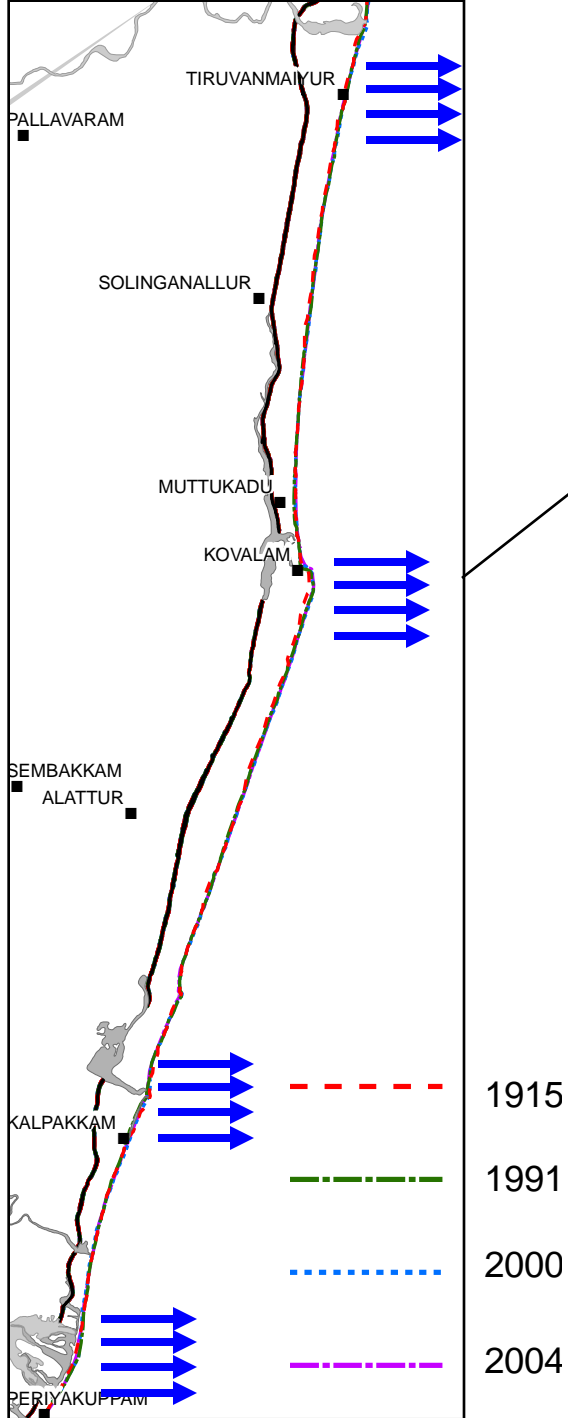 TIRUVANMAIYUR
PALLAVARAM
SOLINGANALLUR
MUTTUKADU
KOVALAM
SEMBAKKAM
ALATTUR
1915
KALPAKKAM
1991
2000
2004
PERIYAKUPPAM